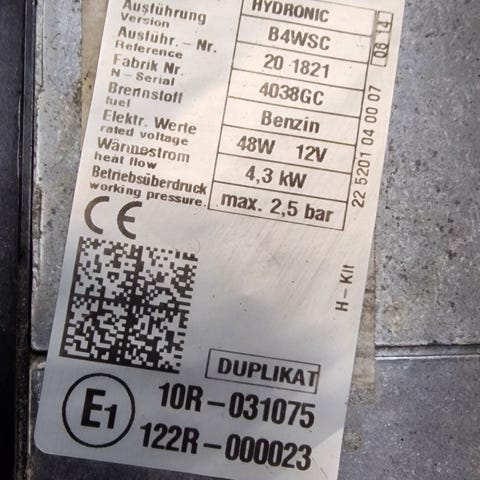 Ausführung HYDRONIC
Version B4WSC
Ausführ. - Nr.
Reference 20 1821
Fabrik Nr.
N - Serial 4038GC
Brennstoff
fuel Benzin
Elektr. Werte
rated voltage 48W 12V
Wärmestrom
heat flow 4,3 kW
Betriebsüberdruck
working pressure max. 2,5 bar
CE
DUPLIKAT
E1
10R - 031075
122R - 000023
H - Kit
22 5201 04 00 07
06 14